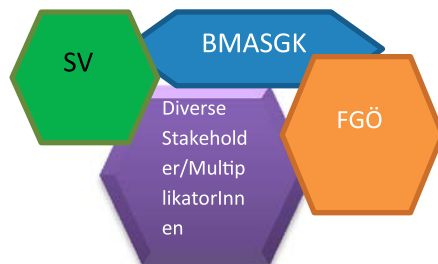 SV
BMASGK
Diverse
Stakehold
er/Multip
likatorInn
en
FGÖ